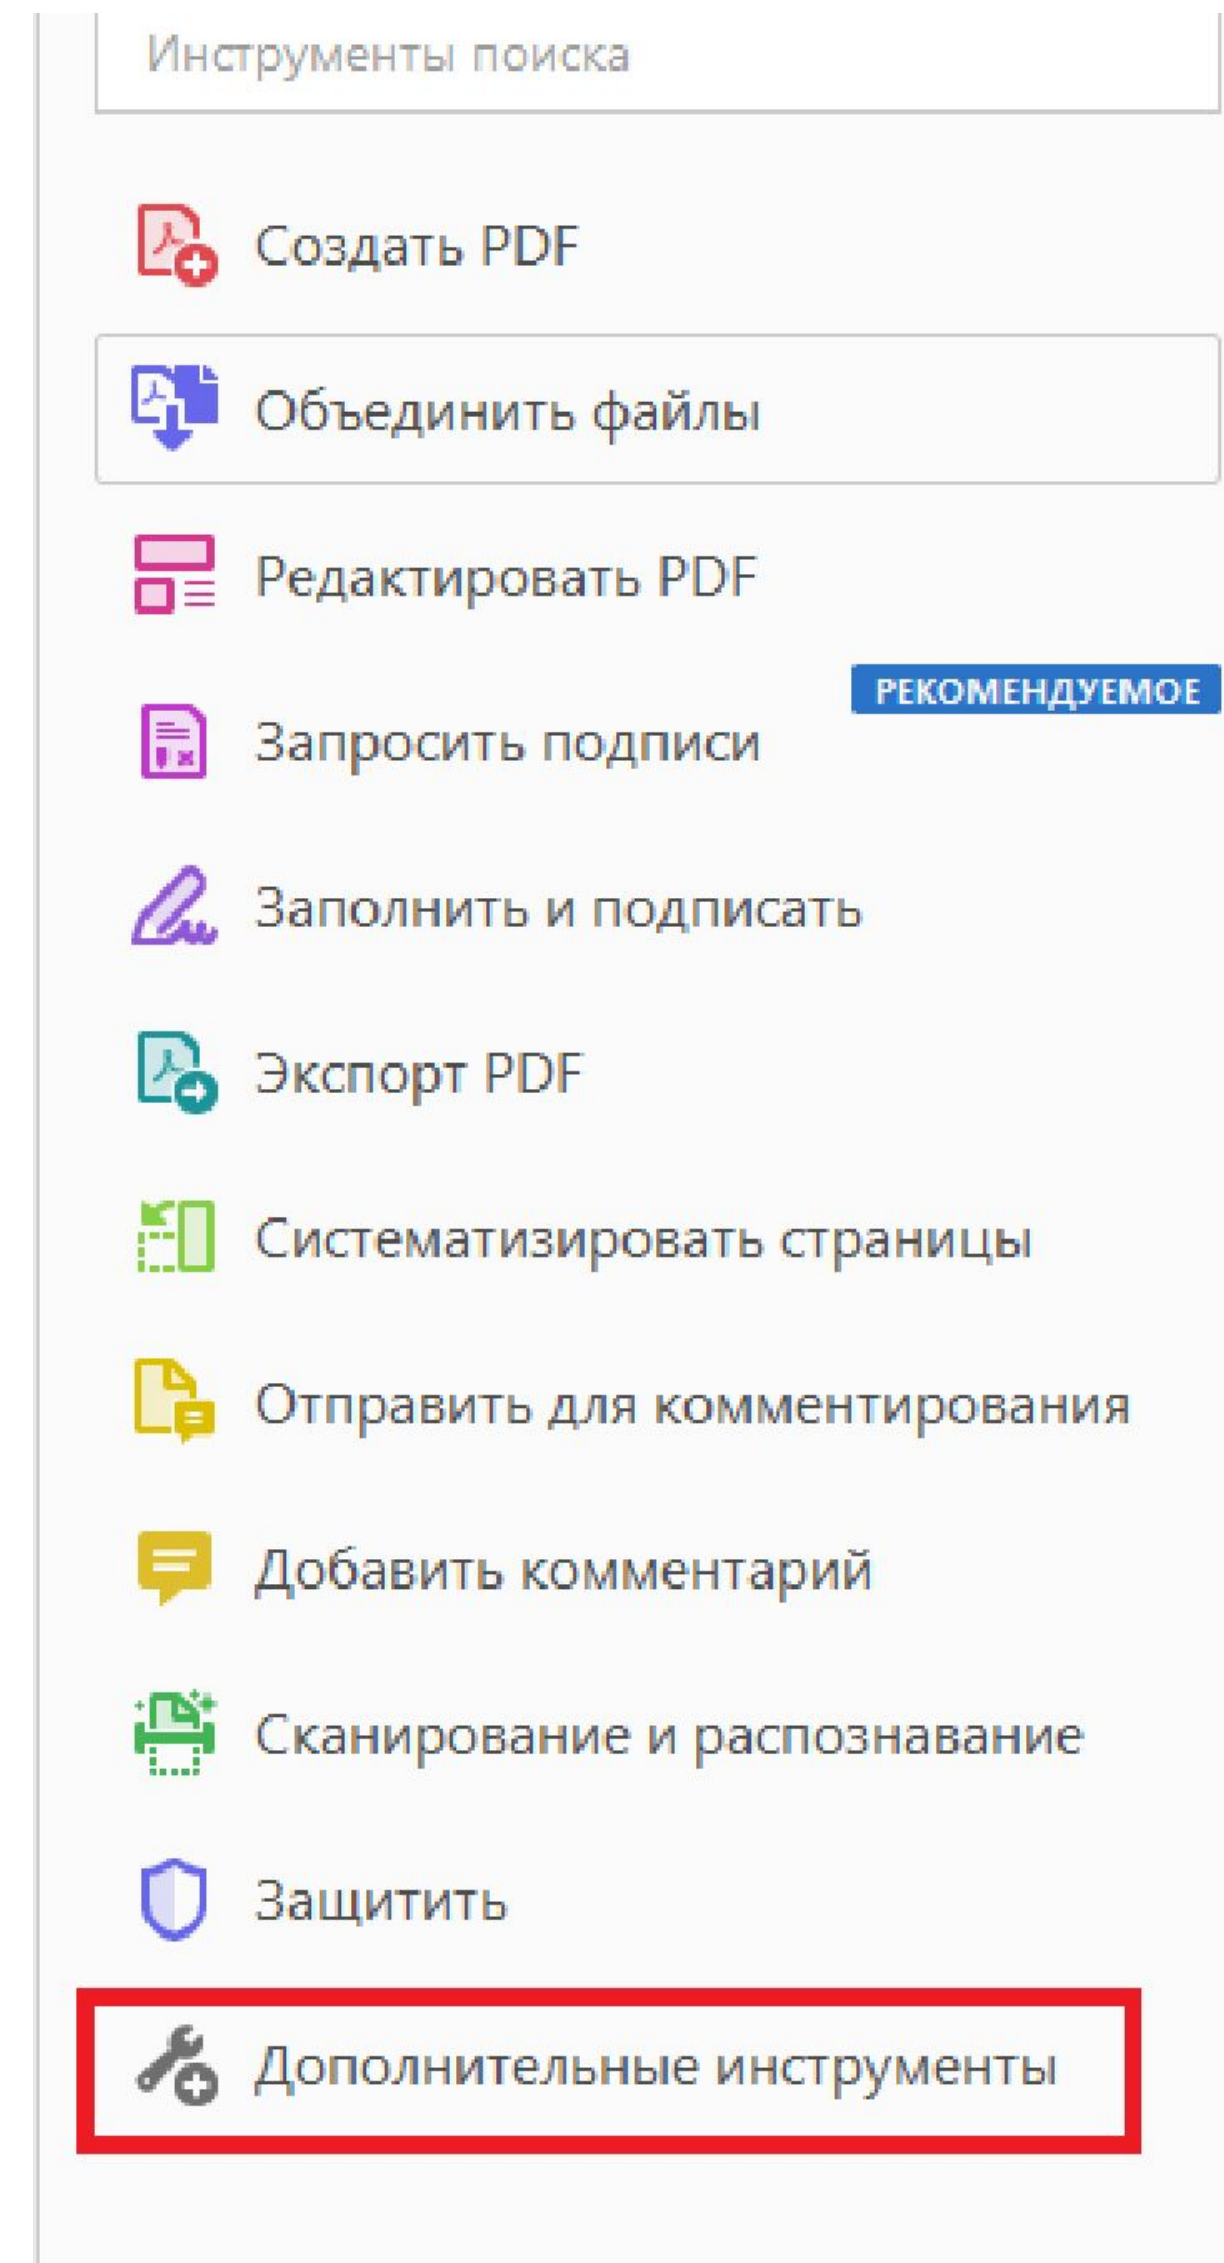 Инструменты поиска
Создать PDF
Объединить файлы
Редактировать PDF
РЕКОМЕНДУЕМОЕ
Запросить подписи
Заполнить и подписать
Экспорт PDF
Систематизировать страницы
Отправить для комментирования
Добавить комментарий
Сканирование и распознавание
Защитить
Дополнительные инструменты